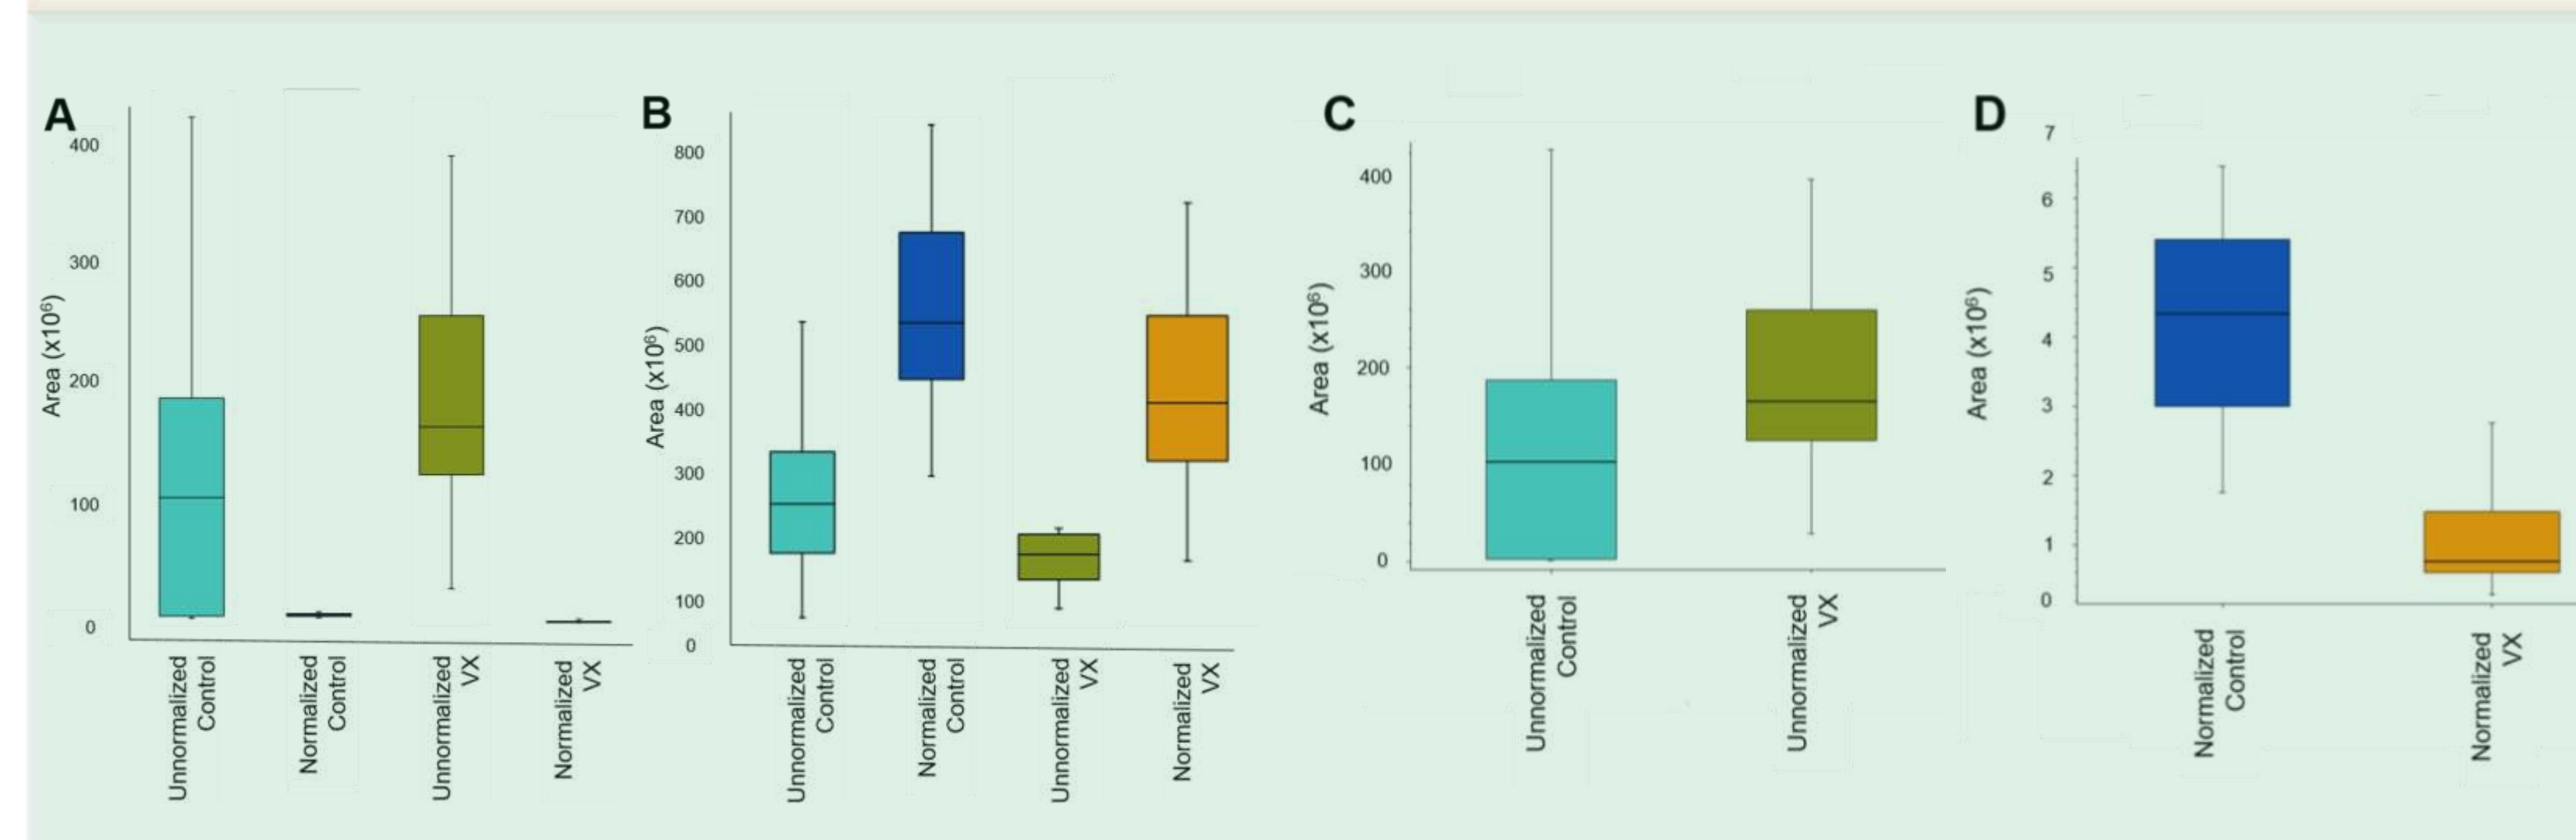 A
400
300
200
100
0
Area (x10⁶)
Unnormalized
Control
Normalized
Control
Unnormalized
VX
Normalized
VX
B
800
700
600
500
400
300
200
100
0
Area (x10⁶)
Unnormalized
Control
Normalized
Control
Unnormalized
VX
Normalized
VX
C
400
300
200
100
0
Area (x10⁶)
Unnormalized
Control
Unnormalized
VX
D
7
6
5
4
3
2
1
0
Area (x10⁶)
Normalized
Control
Normalized
VX